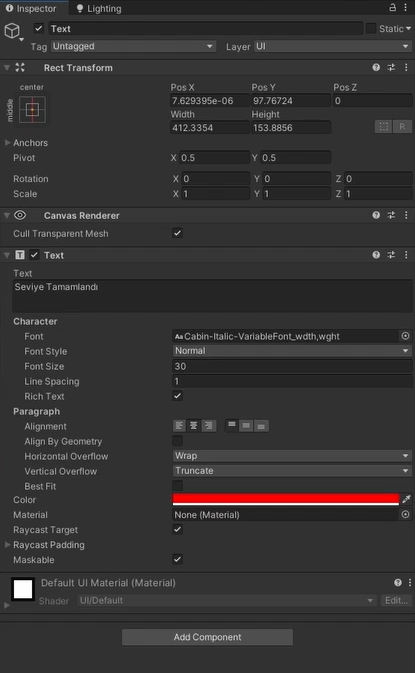 Inspector Lighting
Text Static
Tag Untagged Layer UI
Rect Transform
center
middle
Pos X Pos Y Pos Z
7.629395e-06 97.76724 0
Width Height
412.3354 153.8856
R
Anchors
Pivot X 0.5 Y 0.5
Rotation X 0 Y 0 Z 0
Scale X 1 Y 1 Z 1
Canvas Renderer
Cull Transparent Mesh
Text
Text
Seviye Tamamlandı
Character
Font Aa Cabin-Italic-VariableFont_wdth,wght
Font Style Normal
Font Size 30
Line Spacing 1
Rich Text
Paragraph
Alignment
Align By Geometry
Horizontal Overflow Wrap
Vertical Overflow Truncate
Best Fit
Color
Material None (Material)
Raycast Target
Raycast Padding
Maskable
Default UI Material (Material)
Shader UI/Default Edit...
Add Component